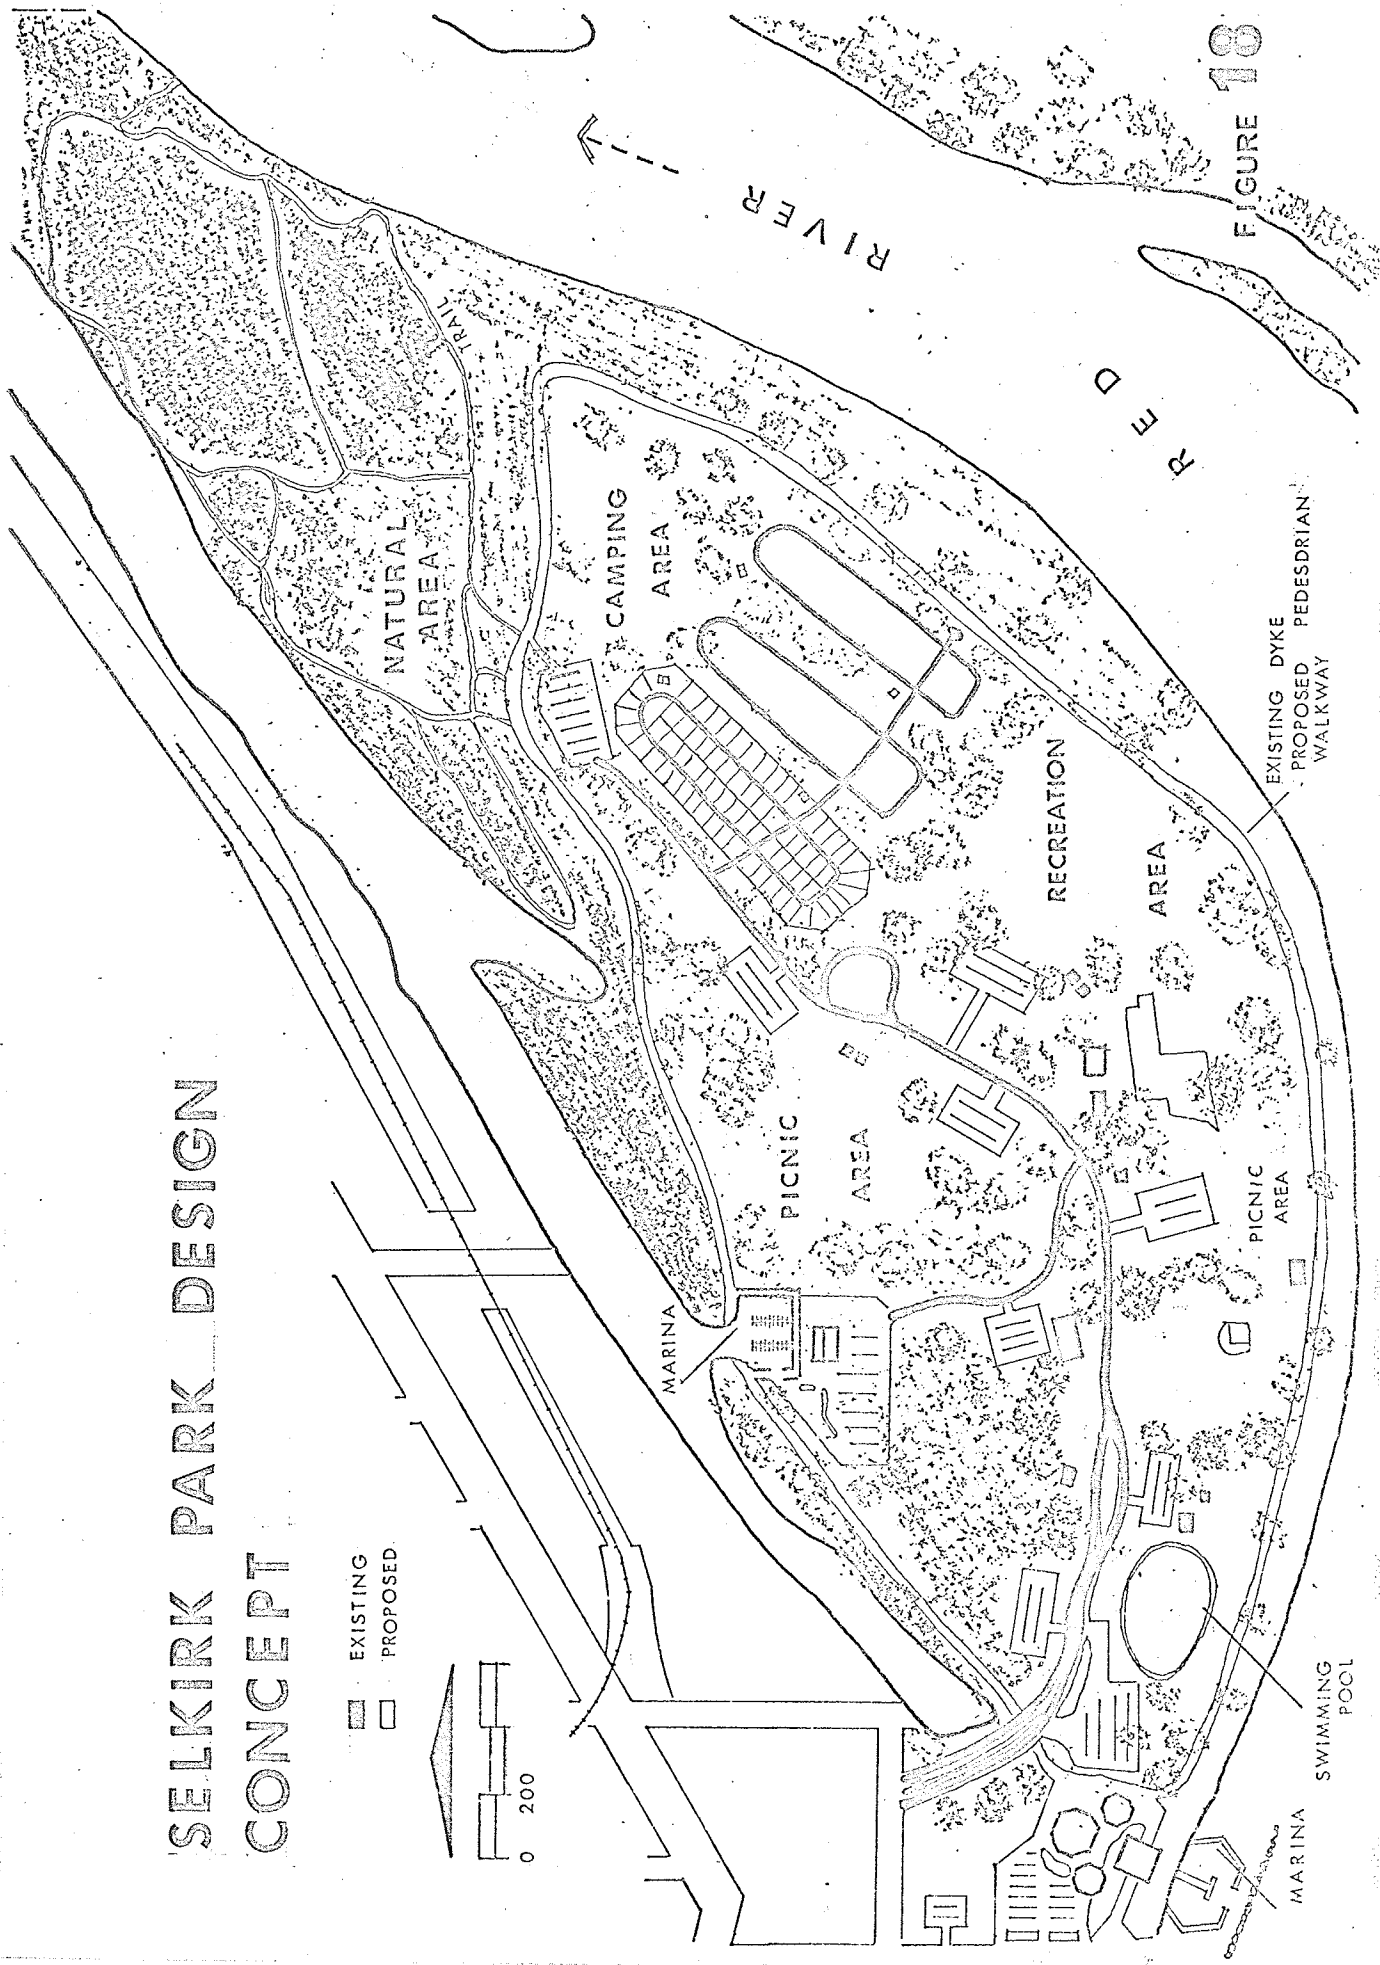 SELKIRK PARK DESIGN
CONCEPT
EXISTING
PROPOSED
0 200
MARINA
NATURAL
AREA
TRAIL
CAMPING
AREA
PICNIC
AREA
RECREATION
AREA
PICNIC
AREA
RED RIVER
EXISTING DYKE
PROPOSED PEDESDRIAN
WALKWAY
SWIMMING
POOL
MARINA
FIGURE 18